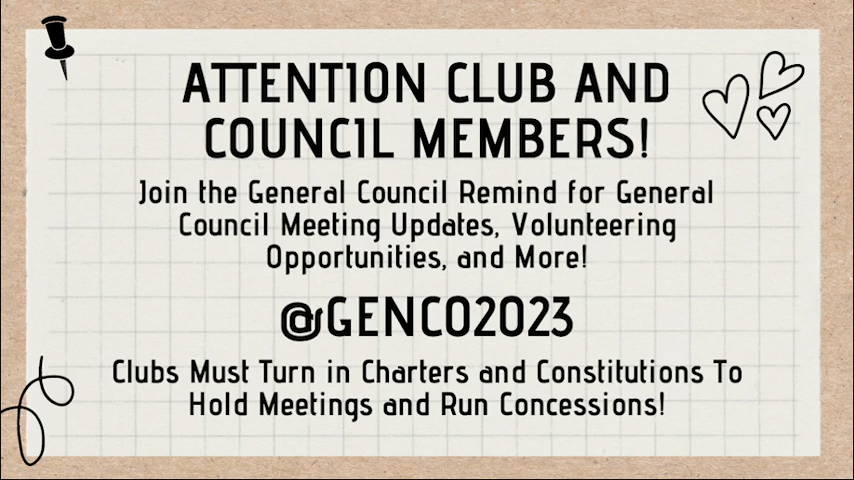 ATTENTION CLUB AND
COUNCIL MEMBERS!
Join the General Council Remind for General
Council Meeting Updates, Volunteering
Opportunities, and More!
@GENCO2023
Clubs Must Turn in Charters and Constitutions To
Hold Meetings and Run Concessions!